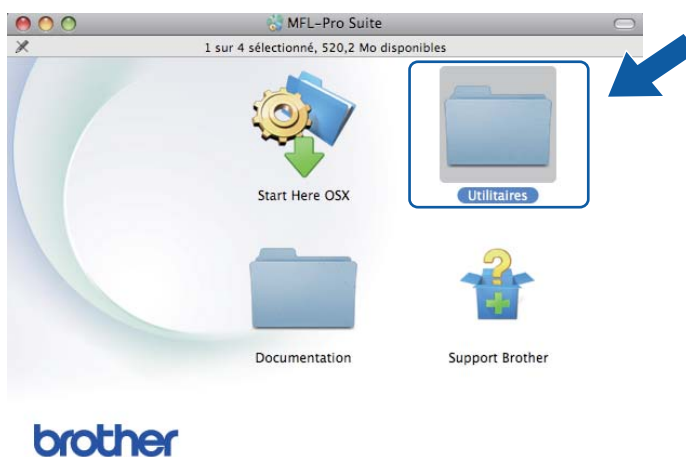 MFL-Pro Suite
1 sur 4 sélectionné, 520,2 Mo disponibles
Start Here OSX
Utilitaires
?
Documentation
Support Brother
brother